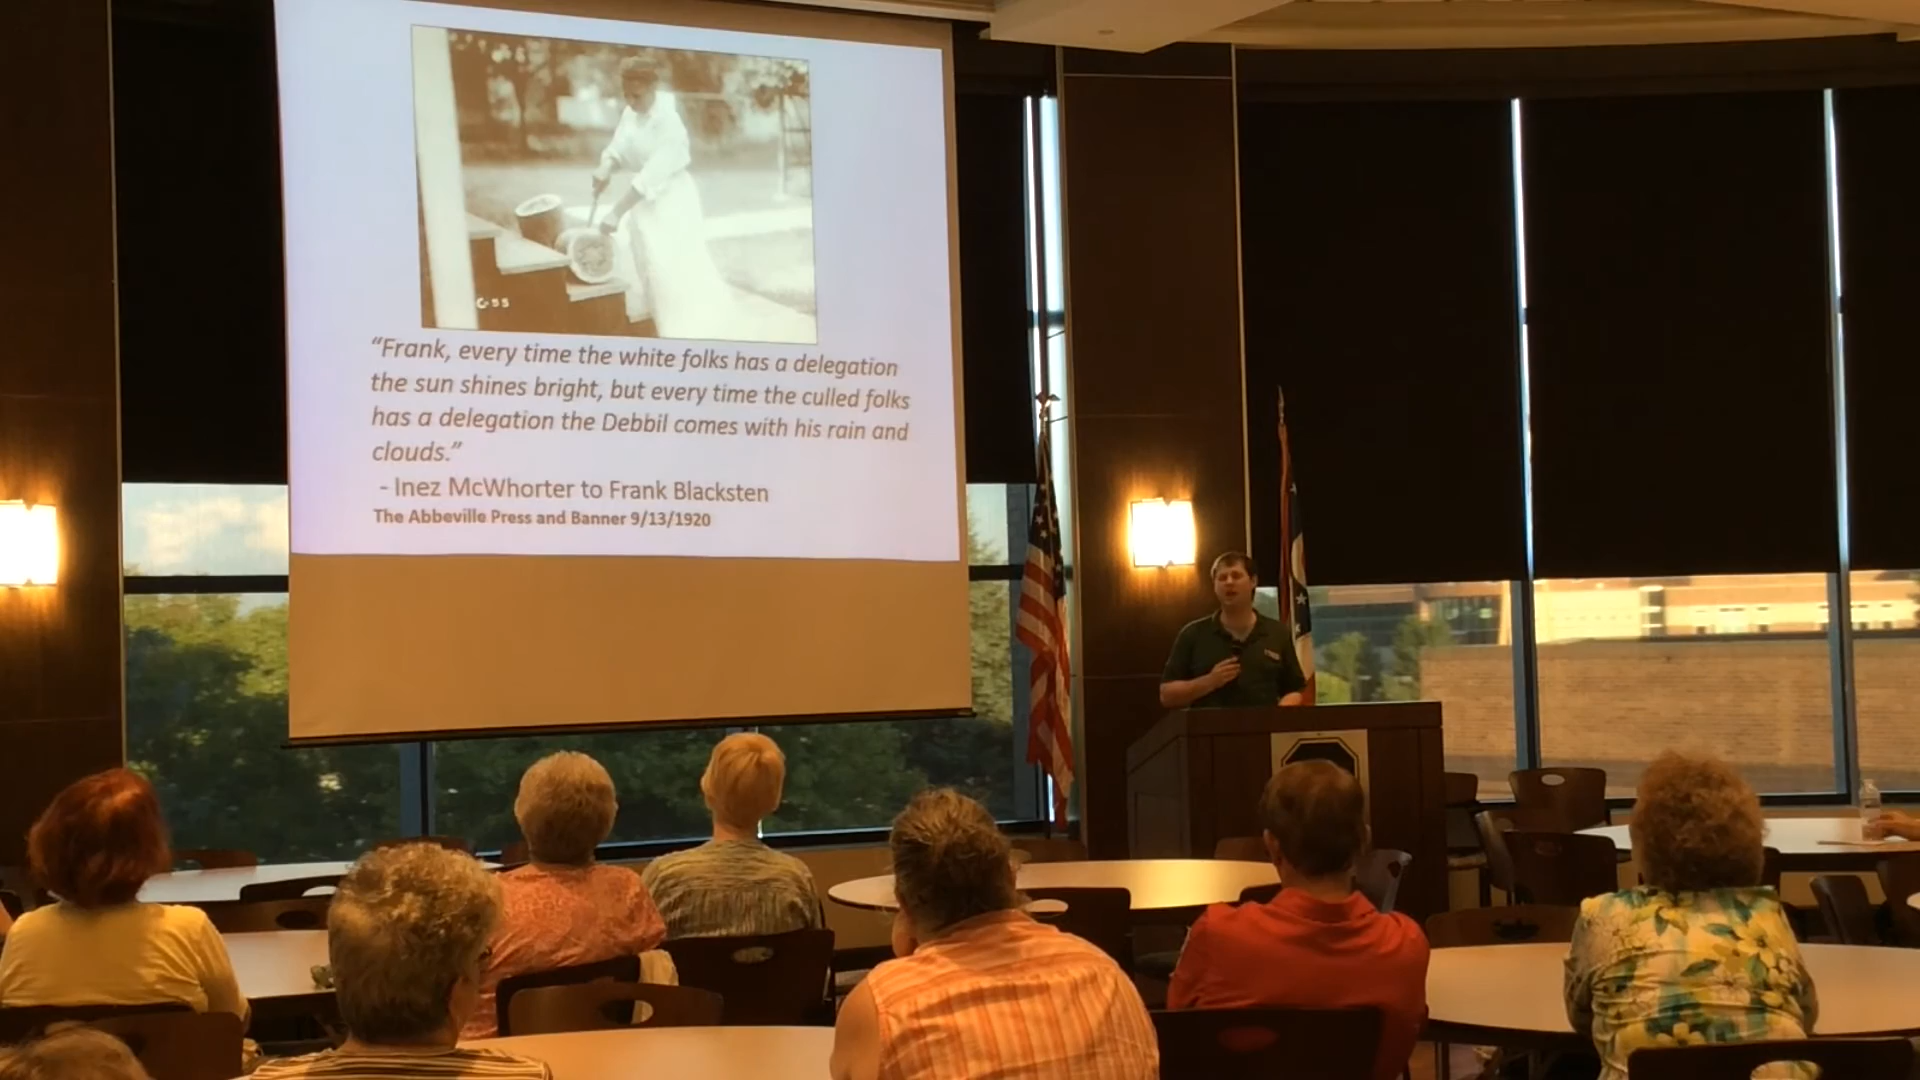 C-55
“Frank, every time the white folks has a delegation
the sun shines bright, but every time the culled folks
has a delegation the Debbil comes with his rain and
clouds.”
- Inez McWhorter to Frank Blacksten
The Abbeville Press and Banner 9/13/1920